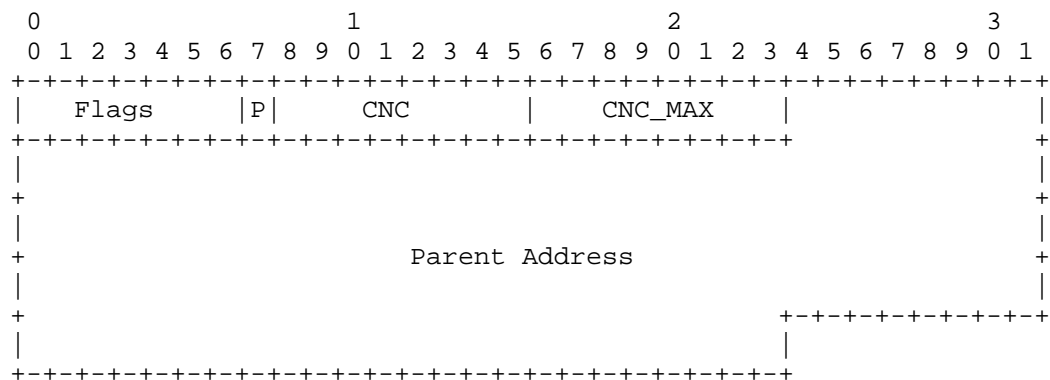 0                   1                   2                   3
0 1 2 3 4 5 6 7 8 9 0 1 2 3 4 5 6 7 8 9 0 1 2 3 4 5 6 7 8 9 0 1
+-+-+-+-+-+-+-+-+-+-+-+-+-+-+-+-+-+-+-+-+-+-+-+-+-+-+-+-+-+-+-+-+
|    Flags    |P|      CNC      |    CNC_MAX    |               |
+-+-+-+-+-+-+-+-+-+-+-+-+-+-+-+-+-+-+-+-+-+-+-+-+               +
|                                                               |
+                                                               +
|                                                               |
+                        Parent Address                         +
|                                                               |
+                                               +-+-+-+-+-+-+-+-+
|                                               |
+-+-+-+-+-+-+-+-+-+-+-+-+-+-+-+-+-+-+-+-+-+-+-+-+